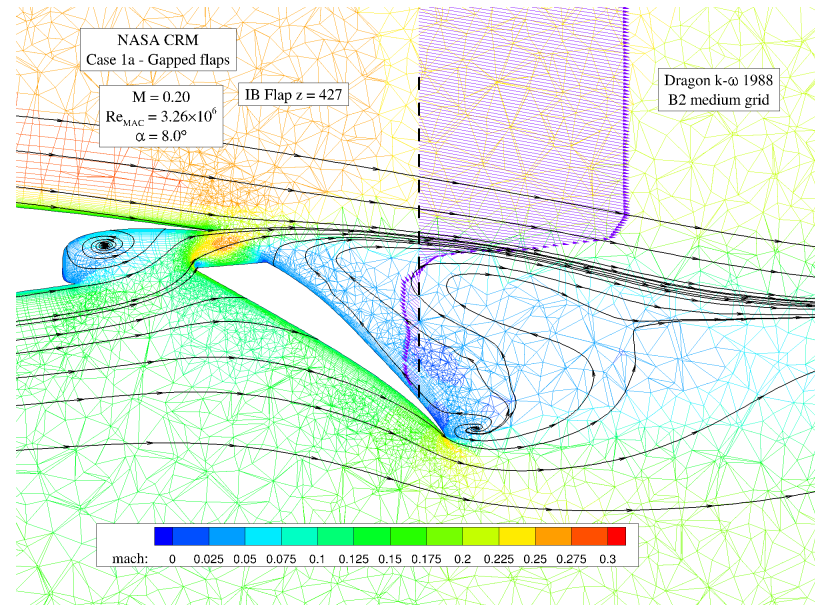 NASA CRM
Case 1a - Gapped flaps
M = 0.20
Re_MAC = 3.26×10⁶
α = 8.0°
IB Flap z = 427
Dragon k-ω 1988
B2 medium grid
mach: 0 0.025 0.05 0.075 0.1 0.125 0.15 0.175 0.2 0.225 0.25 0.275 0.3